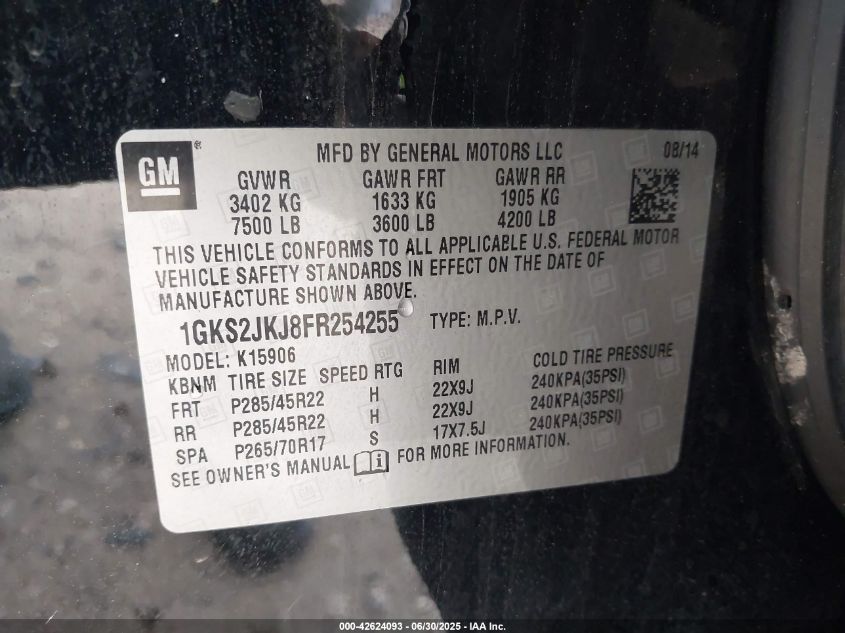 GM
MFD BY GENERAL MOTORS LLC 08/14
GVWR GAWR FRT GAWR RR
3402 KG 1633 KG 1905 KG
7500 LB 3600 LB 4200 LB
THIS VEHICLE CONFORMS TO ALL APPLICABLE U.S. FEDERAL MOTOR
VEHICLE SAFETY STANDARDS IN EFFECT ON THE DATE OF
MANUFACTURE SHOWN ABOVE.
1GKS2JKJ8FR254255 TYPE: M.P.V.
MODEL: K15906
KBNM TIRE SIZE SPEED RTG RIM COLD TIRE PRESSURE
FRT P285/45R22 H 22X9J 240KPA(35PSI)
RR P285/45R22 H 22X9J 240KPA(35PSI)
SPA P265/70R17 S 17X7.5J 240KPA(35PSI)
SEE OWNER'S MANUAL FOR MORE INFORMATION.
000-42624093 - 06/30/2025 - IAA Inc.